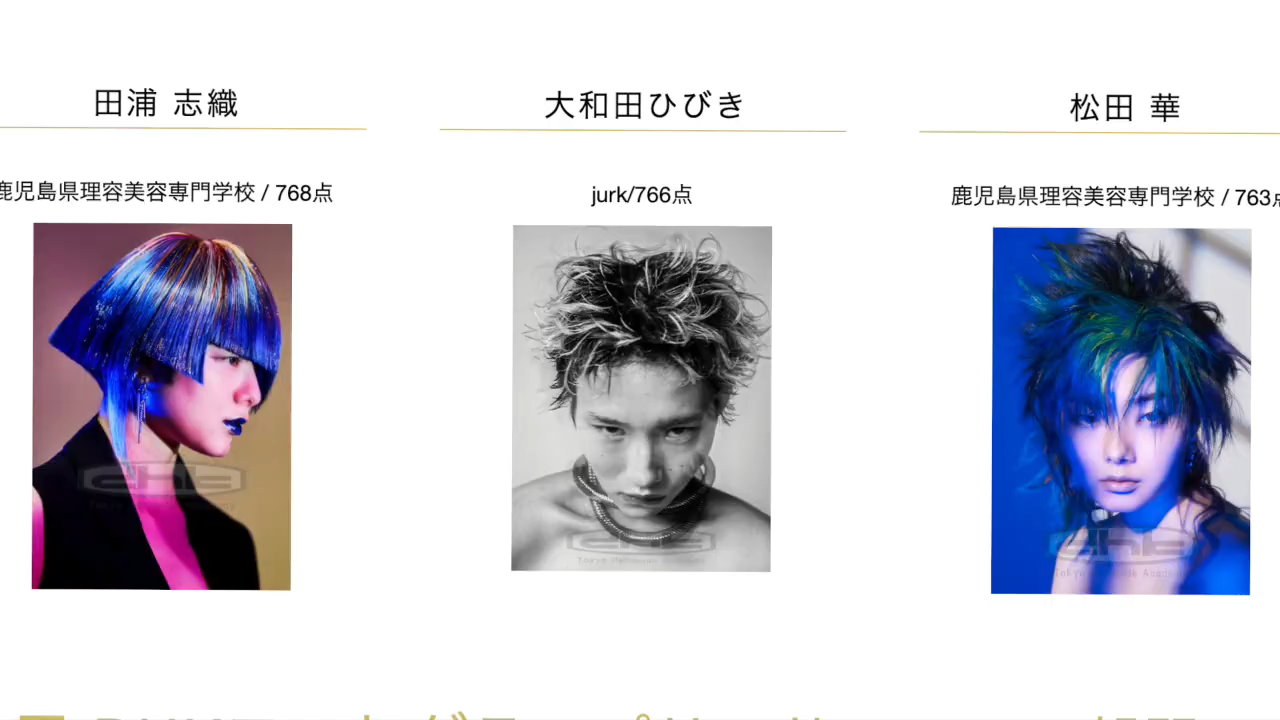 田浦 志織
大和田ひびき
松田 華
鹿児島県理容美容専門学校 / 768点
jurk/766点
鹿児島県理容美容専門学校 / 763点